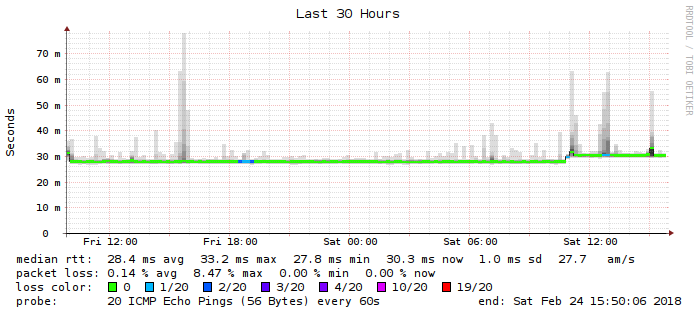 Last 30 Hours
RRDTOOL / TOBI OETIKER
Seconds
70 m
60 m
50 m
40 m
30 m
20 m
10 m
0
Fri 12:00 Fri 18:00 Sat 00:00 Sat 06:00 Sat 12:00
median rtt: 28.4 ms avg 33.2 ms max 27.8 ms min 30.3 ms now 1.0 ms sd 27.7 am/s
packet loss: 0.14 % avg 8.47 % max 0.00 % min 0.00 % now
loss color: 0 1/20 2/20 3/20 4/20 10/20 19/20
probe: 20 ICMP Echo Pings (56 Bytes) every 60s end: Sat Feb 24 15:50:06 2018